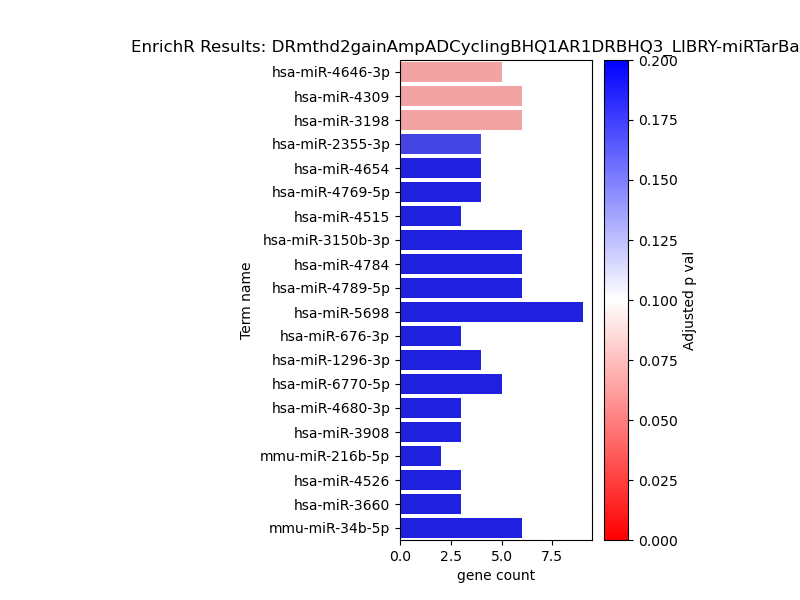 EnrichR Results: DRmthd2gainAmpADCyclingBHQ1AR1DRBHQ3_LIBRY-miRTarBa
hsa-miR-4646-3p
hsa-miR-4309
hsa-miR-3198
hsa-miR-2355-3p
hsa-miR-4654
hsa-miR-4769-5p
hsa-miR-4515
hsa-miR-3150b-3p
hsa-miR-4784
hsa-miR-4789-5p
hsa-miR-5698
hsa-miR-676-3p
hsa-miR-1296-3p
hsa-miR-6770-5p
hsa-miR-4680-3p
hsa-miR-3908
mmu-miR-216b-5p
hsa-miR-4526
hsa-miR-3660
mmu-miR-34b-5p
Term name
0.0 2.5 5.0 7.5
gene count
0.200
0.175
0.150
0.125
0.100
0.075
0.050
0.025
0.000
Adjusted p val